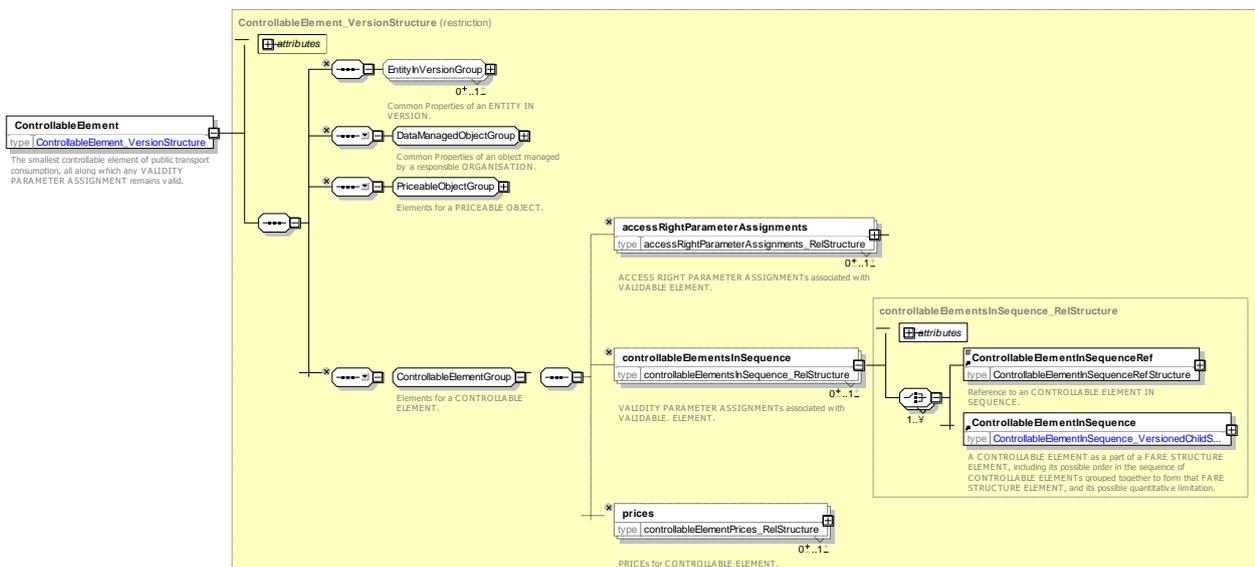 ControllableElement_VersionStructure (restriction)
attributes
EntityInVersionGroup
0..1
Common Properties of an ENTITY IN
VERSION.
ControllableElement
type ControllableElement_VersionStructure
The smallest controllable element of public transport
consumption, all along which any VALIDITY
PARAMETER ASSIGNMENT remains valid.
DataManagedObjectGroup
Common Properties of an object managed
by a responsible ORGANISATION.
PriceableObjectGroup
Elements for a PRICEABLE OBJECT.
accessRightParameterAssignments
type accessRightParameterAssignments_RelStructure
0..1
ACCESS RIGHT PARAMETER ASSIGNMENTs associated with
VALIDABLE ELEMENT.
ControllableElementGroup
Elements for a CONTROLLABLE
ELEMENT.
controllableElementsInSequence
type controllableElementsInSequence_RelStructure
0..1
VALIDITY PARAMETER ASSIGNMENTs associated with
VALIDABLE. ELEMENT.
controllableElementsInSequence_RelStructure
attributes
ControllableElementInSequenceRef
type ControllableElementInSequenceRefStructure
Reference to an CONTROLLABLE ELEMENT IN
SEQUENCE.
1..¥
ControllableElementInSequence
type ControllableElementInSequence_VersionedChildS...
A CONTROLLABLE ELEMENT as a part of a FARE STRUCTURE
ELEMENT, including its possible order in the sequence of
CONTROLLABLE ELEMENTs grouped together to form that FARE
STRUCTURE ELEMENT, and its possible quantitative limitation.
prices
type controllableElementPrices_RelStructure
0..1
PRICEs for CONTROLLABLE ELEMENT.